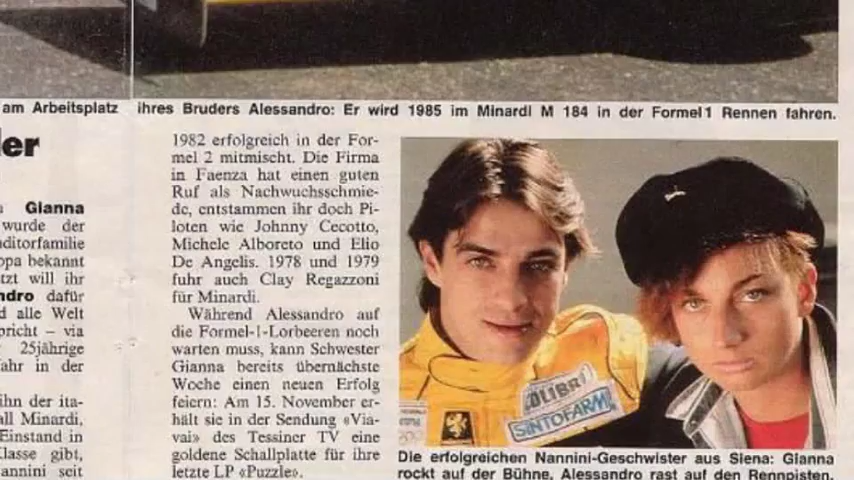 am Arbeitsplatz ihres Bruders Alessandro: Er wird 1985 im Minardi M 184 in der Formel 1 Rennen fahren.
ler
Gianna
wurde der
ditorfamilie
opa bekannt
tzt will ihr
ndro dafür
d alle Welt
pricht – via
25jährige
ahr in der
ihn der ita-
all Minardi,
Einstand in
Klasse gibt,
annini seit
1982 erfolgreich in der For-
mel 2 mitmischt. Die Firma
in Faenza hat einen guten
Ruf als Nachwuchsschmie-
de, entstammen ihr doch Pi-
loten wie Johnny Cecotto,
Michele Alboreto und Elio
De Angelis. 1978 und 1979
fuhr auch Clay Regazzoni
für Minardi.
Während Alessandro auf
die Formel-1-Lorbeeren noch
warten muss, kann Schwester
Gianna bereits übernächste
Woche einen neuen Erfolg
feiern: Am 15. November er-
hält sie in der Sendung «Via-
vai» des Tessiner TV eine
goldene Schallplatte für ihre
letzte LP «Puzzle».
COLIBRI
SINTOFARM
Die erfolgreichen Nannini-Geschwister aus Siena: Gianna
rockt auf der Bühne, Alessandro rast auf den Rennpisten.